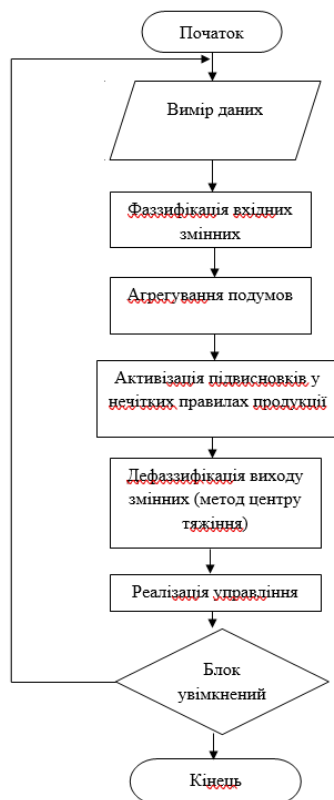 Початок
Вимір даних
Фаззифікація вхідних
змінних
Агрегування подумов
Активізація підвисновків у
нечітких правилах продукції
Дефаззифікація виходу
змінних (метод центру
тяжіння)
Реалізація управління
Блок
увімкнений
Кінець